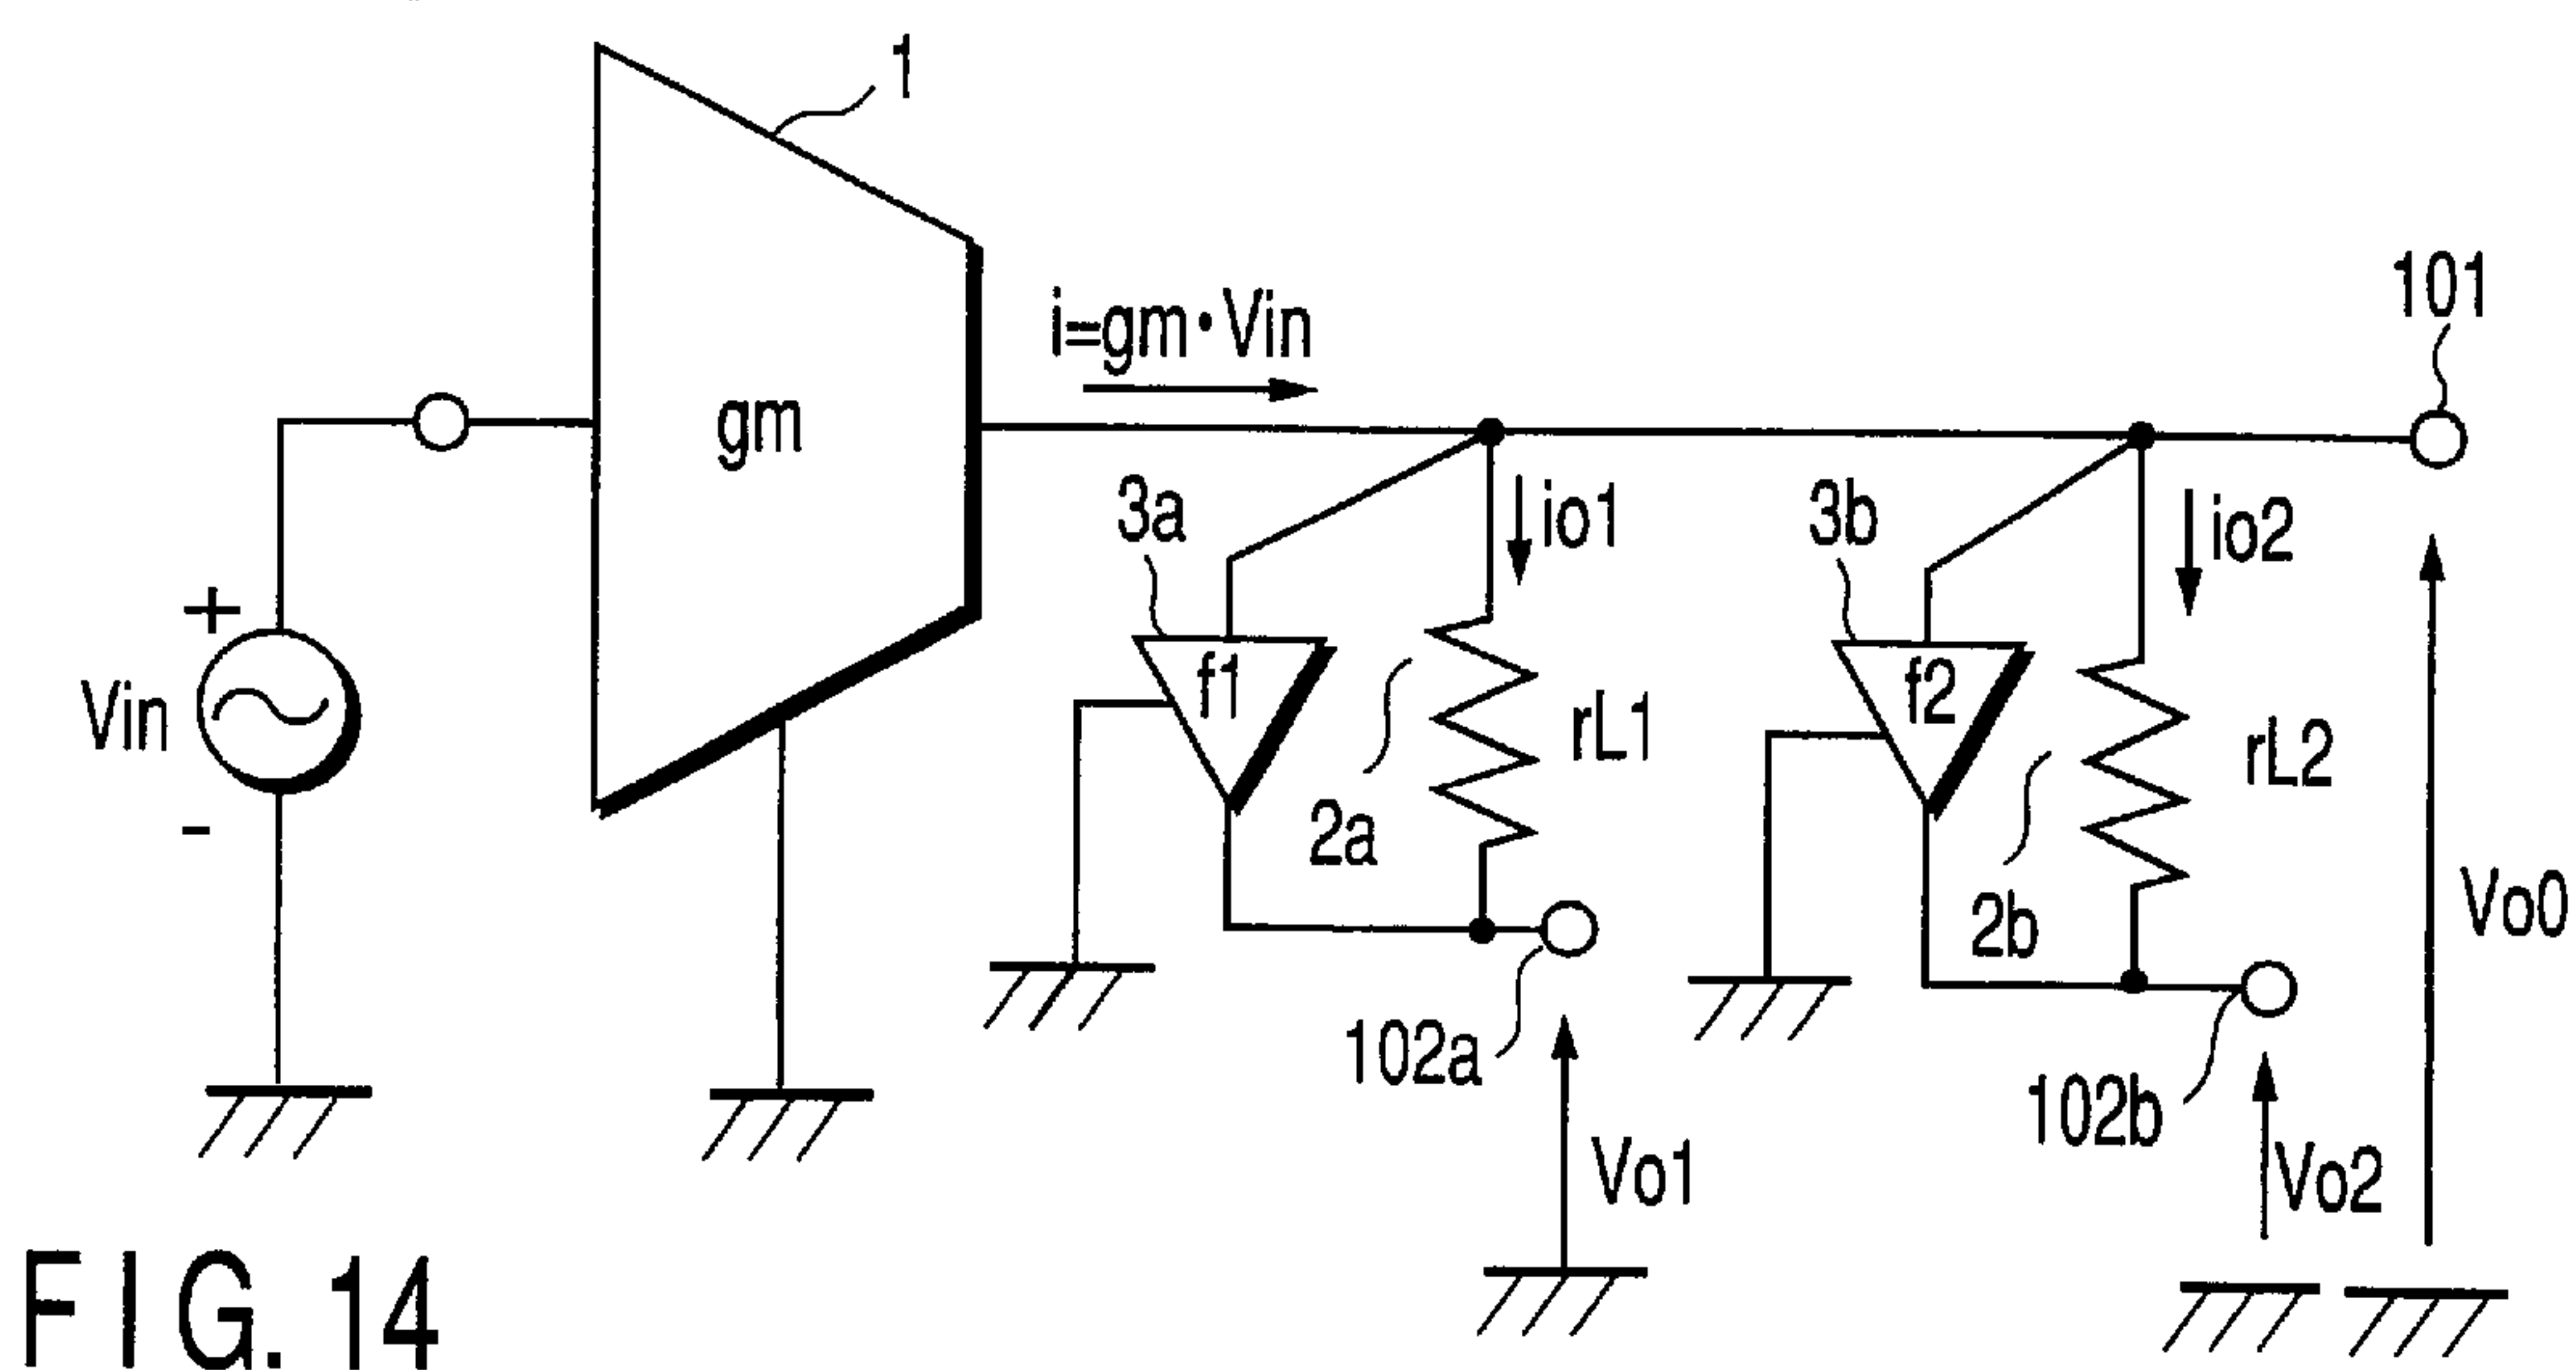 1
101
i=gm·Vin
gm
3a
io1
3b
io2
+
Vin
-
f1
rL1
f2
rL2
2a
2b
Vo0
102a
102b
Vo1
Vo2
FIG. 14